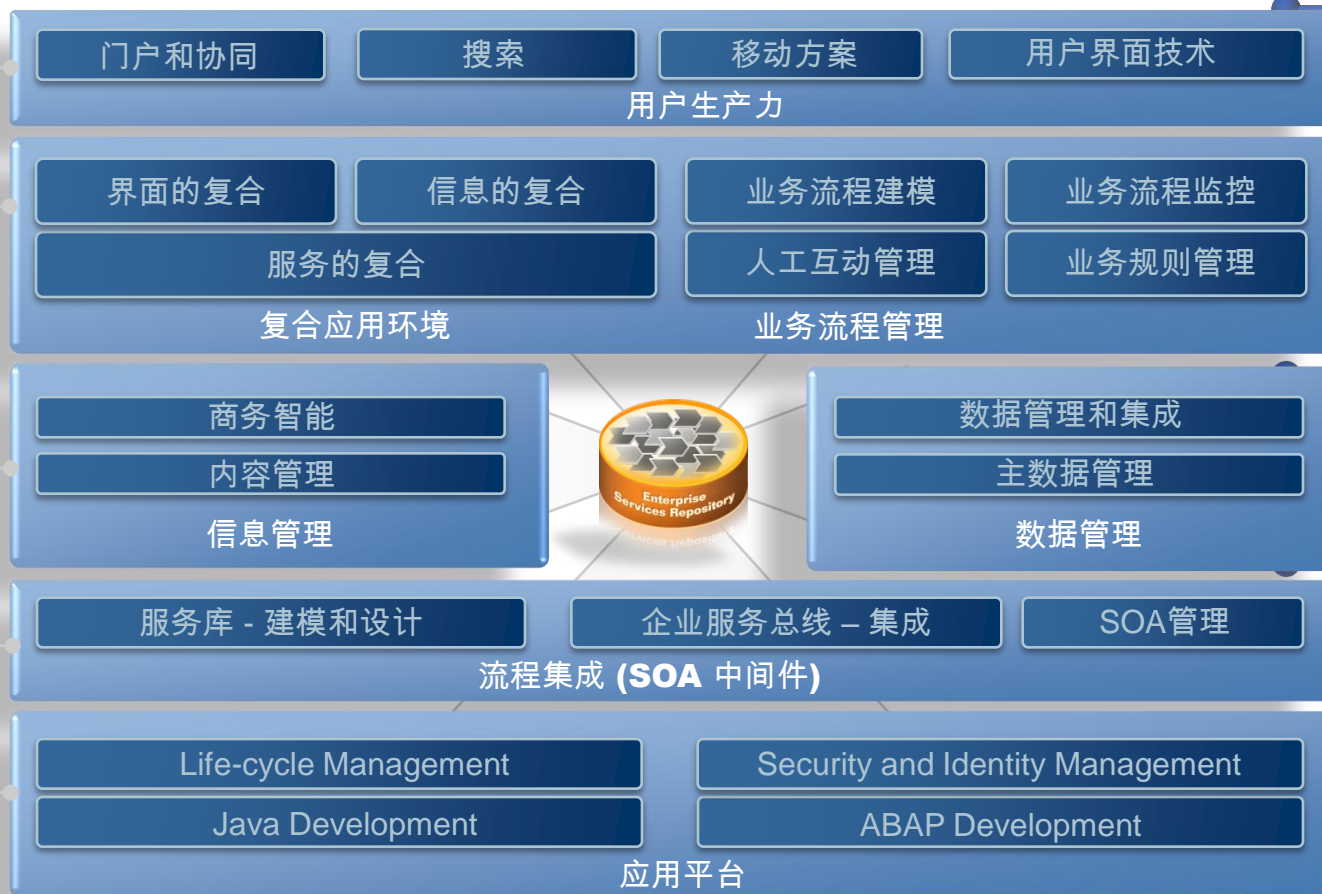 门户和协同
搜索
移动方案
用户界面技术
用户生产力
界面的复合
信息的复合
业务流程建模
业务流程监控
服务的复合
人工互动管理
业务规则管理
复合应用环境
业务流程管理
商务智能
内容管理
信息管理
Enterprise
Services Repository
数据管理和集成
主数据管理
数据管理
服务库 - 建模和设计
企业服务总线 – 集成
SOA管理
流程集成 (SOA 中间件)
Life-cycle Management
Security and Identity Management
Java Development
ABAP Development
应用平台